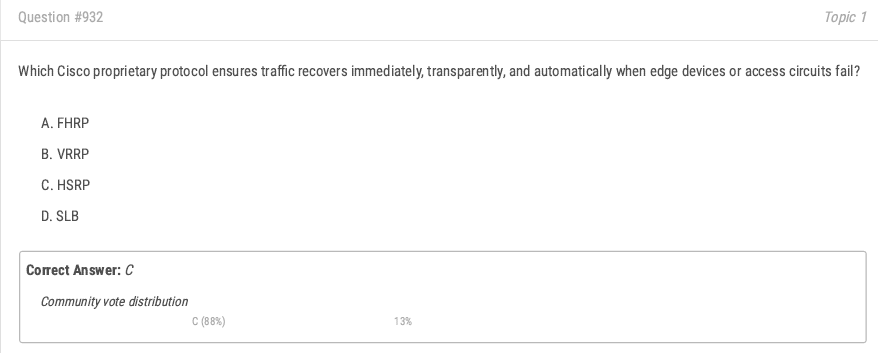 Question #932
Topic 1
Which Cisco proprietary protocol ensures traffic recovers immediately, transparently, and automatically when edge devices or access circuits fail?
A. FHRP
B. VRRP
C. HSRP
D. SLB
Correct Answer: C
Community vote distribution
C (88%)
13%